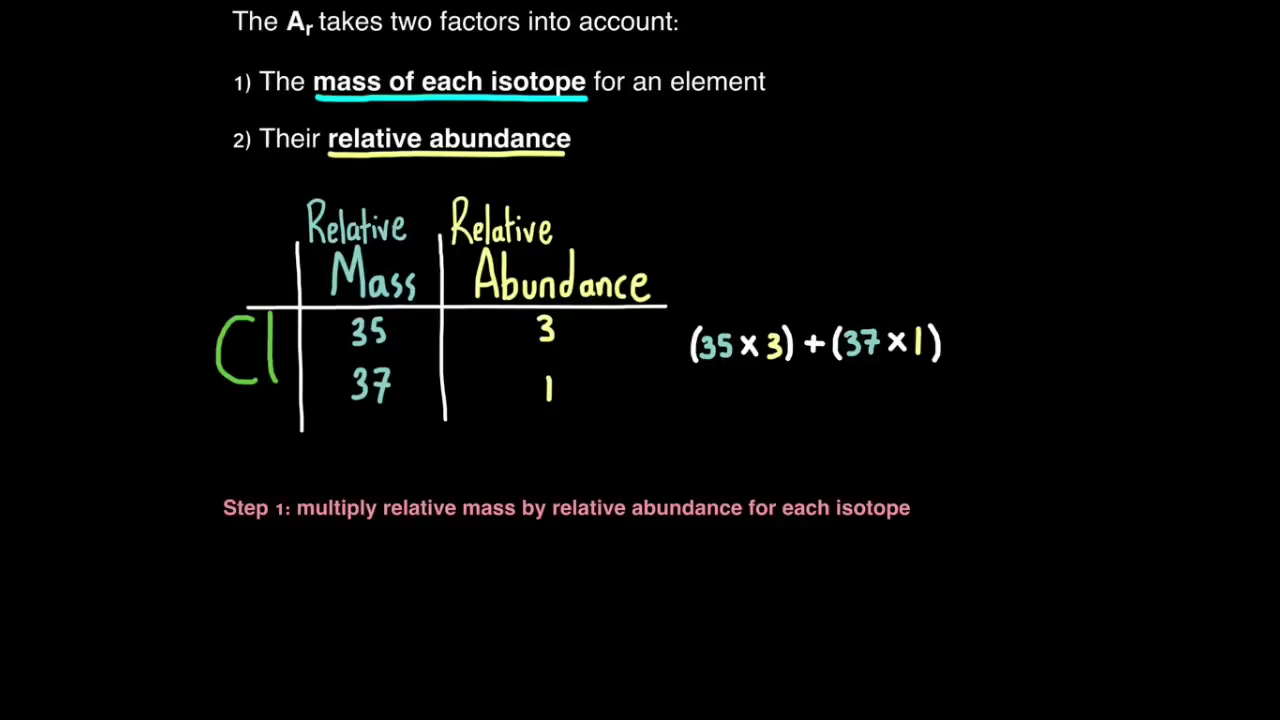 The Ar takes two factors into account:
1) The mass of each isotope for an element
2) Their relative abundance
Relative Mass Relative Abundance
Cl 35 3
37 1
(35 × 3) + (37 × 1)
Step 1: multiply relative mass by relative abundance for each isotope